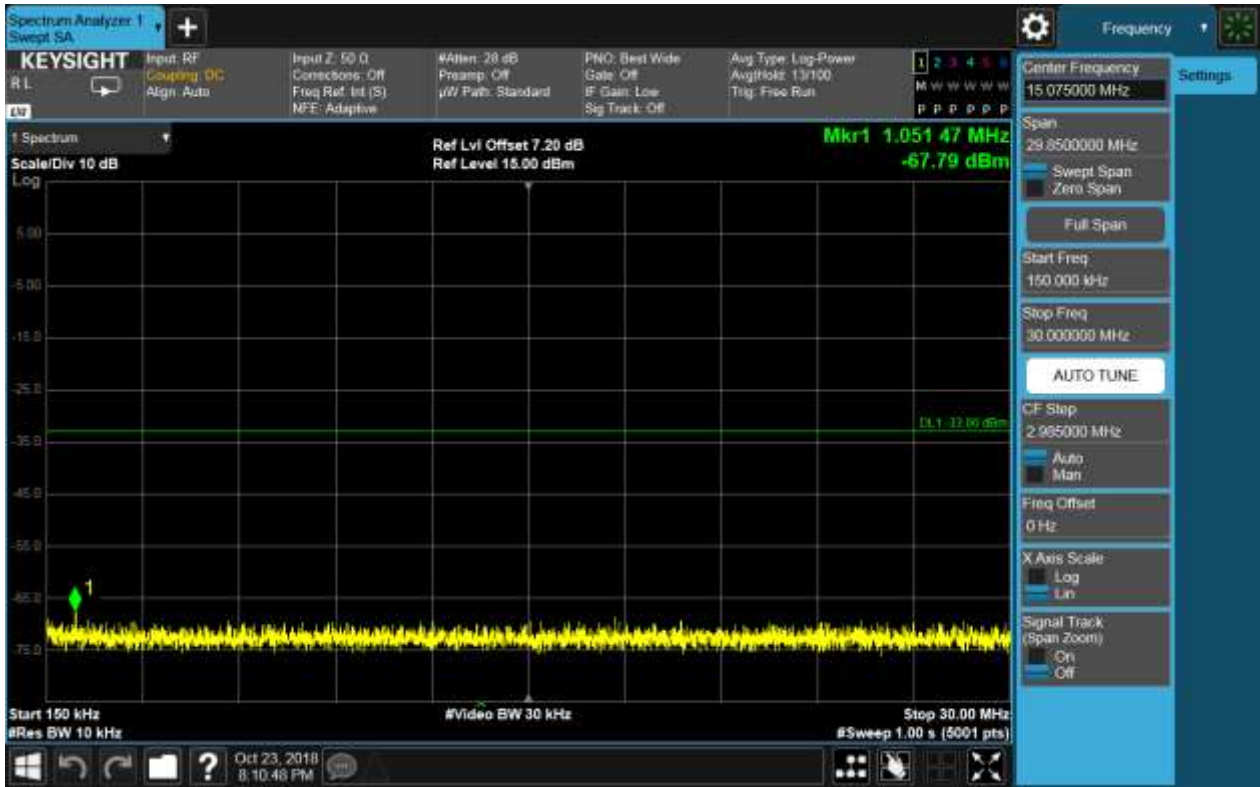 Spectrum Analyzer 1
Swept SA
+
Frequency
KEYSIGHT
R L
LXI
Input: RF
Coupling: DC
Align: Auto
Input Z: 50 Ω
Corrections: Off
Freq Ref: Int (S)
NFE: Adaptive
#Atten: 28 dB
Preamp: Off
µW Path: Standard
PNO: Best Wide
Gate: Off
IF Gain: Low
Sig Track: Off
Avg Type: Log-Power
Avg|Hold: 13/100
Trig: Free Run
1 2 3 4 5 6
M W W W W W
P P P P P P
1 Spectrum
Scale/Div 10 dB
Log
Ref Lvl Offset 7.20 dB
Ref Level 15.00 dBm
Mkr1 1.051 47 MHz
-67.79 dBm
5.00
-5.00
-15.0
-25.0
DL1 -33.00 dBm
-35.0
-45.0
-55.0
1
-65.0
-75.0
Start 150 kHz
#Res BW 10 kHz
#Video BW 30 kHz
Stop 30.00 MHz
#Sweep 1.00 s (5001 pts)
?
Oct 23, 2018
8:10:48 PM
Center Frequency
15.075000 MHz
Settings
Span
29.8500000 MHz
Swept Span
Zero Span
Full Span
Start Freq
150.000 kHz
Stop Freq
30.000000 MHz
AUTO TUNE
CF Step
2.985000 MHz
Auto
Man
Freq Offset
0 Hz
X Axis Scale
Log
Lin
Signal Track
(Span Zoom)
On
Off